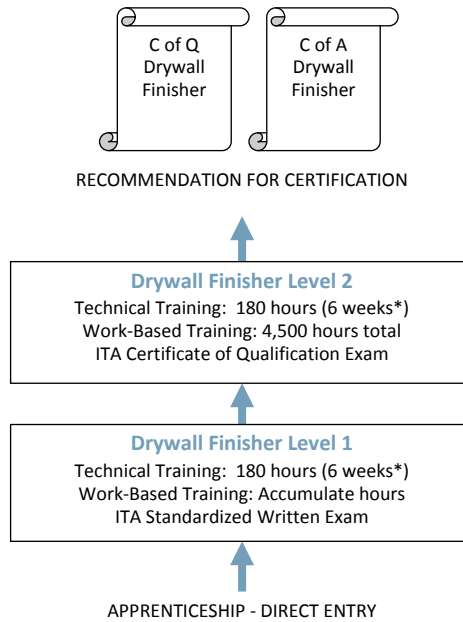 C of Q
Drywall
Finisher
C of A
Drywall
Finisher
RECOMMENDATION FOR CERTIFICATION
Drywall Finisher Level 2
Technical Training: 180 hours (6 weeks*)
Work-Based Training: 4,500 hours total
ITA Certificate of Qualification Exam
Drywall Finisher Level 1
Technical Training: 180 hours (6 weeks*)
Work-Based Training: Accumulate hours
ITA Standardized Written Exam
APPRENTICESHIP - DIRECT ENTRY